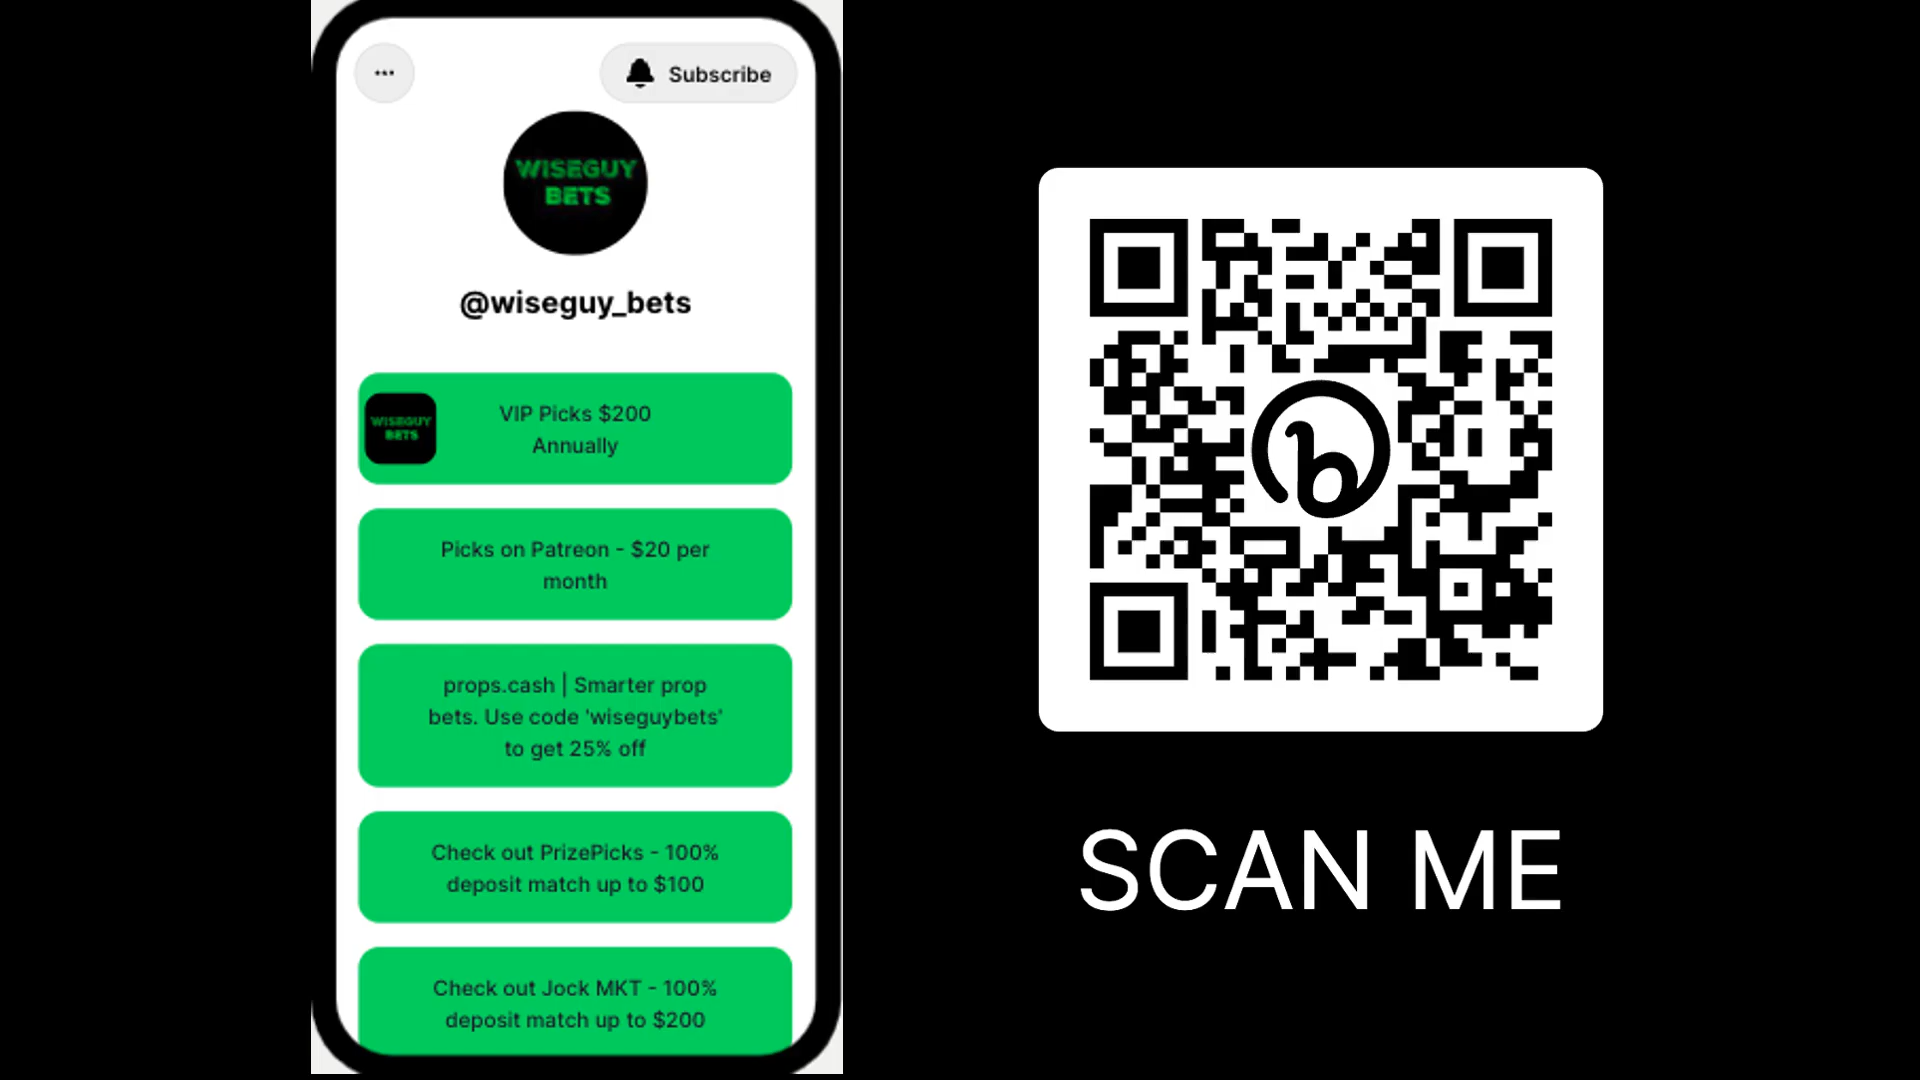 Subscribe
WISEGUY
BETS
@wiseguy_bets
WISEGUY
BETS
VIP Picks $200
Annually
Picks on Patreon - $20 per
month
props.cash | Smarter prop
bets. Use code 'wiseguybets'
to get 25% off
Check out PrizePicks - 100%
deposit match up to $100
Check out Jock MKT - 100%
deposit match up to $200
b
SCAN ME